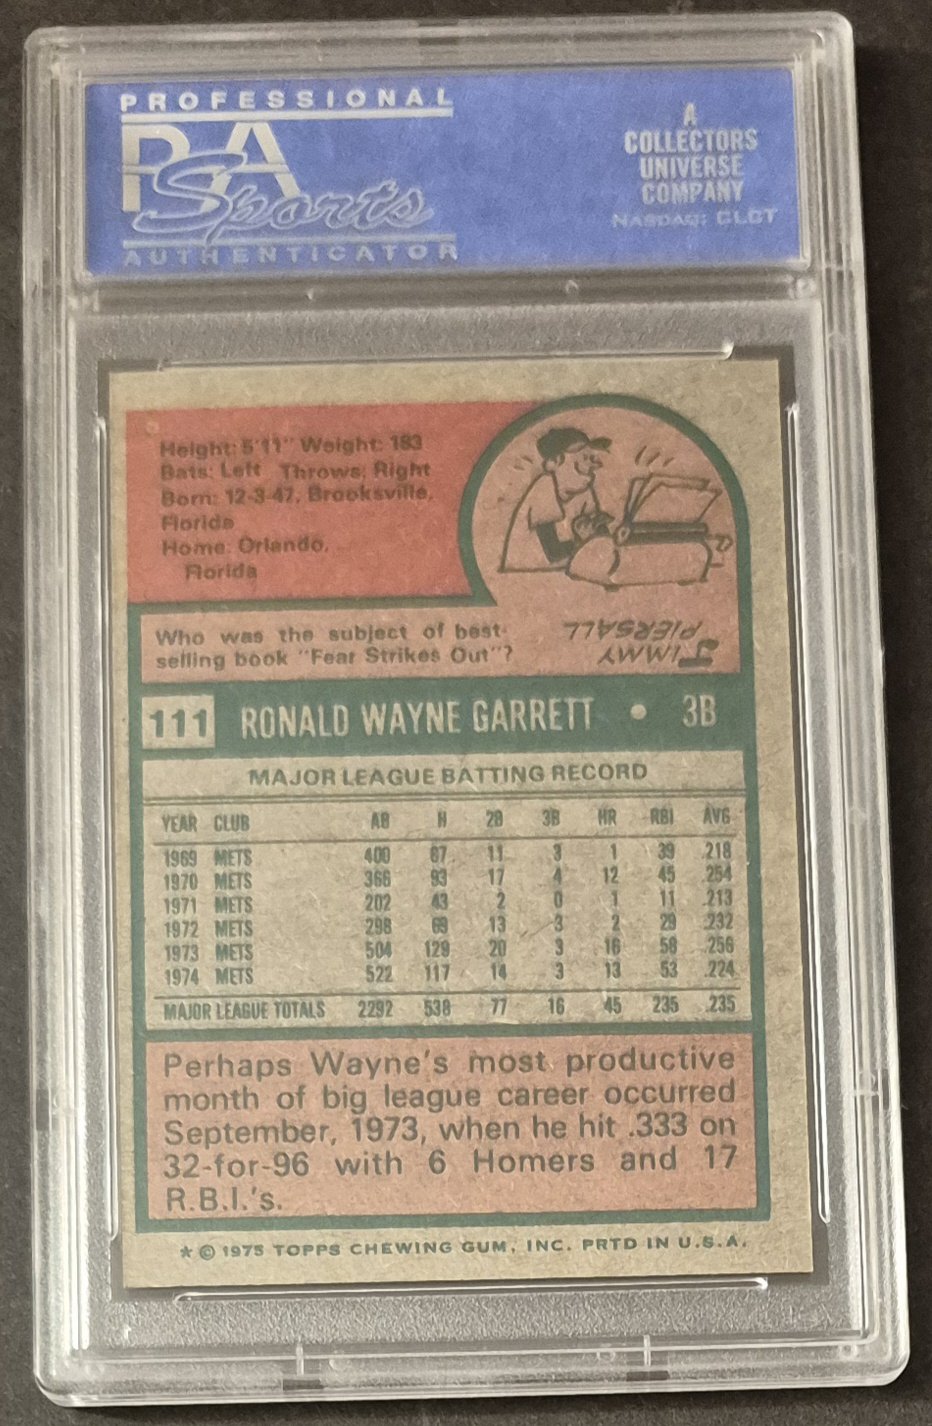 PROFESSIONAL
PSA
Sports
AUTHENTICATOR
A
COLLECTORS
UNIVERSE
COMPANY
NASDAQ: CLCT
Height: 5'11" Weight: 183
Bats: Left Throws: Right
Born: 12-3-47, Brooksville,
Florida
Home: Orlando,
Florida
Who was the subject of best-
selling book "Fear Strikes Out"?
JIMMY
PIERSALL
111 RONALD WAYNE GARRETT • 3B
MAJOR LEAGUE BATTING RECORD
YEAR CLUB AB H 2B 3B HR RBI AVG
1969 METS 400 87 11 3 1 39 .218
1970 METS 366 93 17 4 12 45 .254
1971 METS 202 43 2 0 1 11 .213
1972 METS 298 69 13 3 2 29 .232
1973 METS 504 129 20 3 16 58 .256
1974 METS 522 117 14 3 13 53 .224
MAJOR LEAGUE TOTALS 2292 538 77 16 45 235 .235
Perhaps Wayne's most productive
month of big league career occurred
September, 1973, when he hit .333 on
32-for-96 with 6 Homers and 17
R.B.I.'s.
★ © 1975 TOPPS CHEWING GUM, INC. PRTD IN U.S.A.